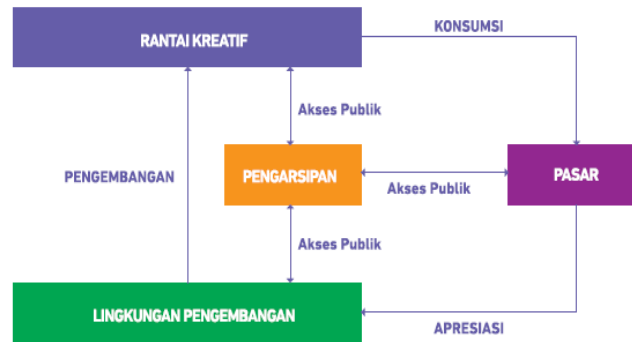 KONSUMSI
RANTAI KREATIF
Akses Publik
PENGEMBANGAN
PENGARSIPAN
PASAR
Akses Publik
Akses Publik
LINGKUNGAN PENGEMBANGAN
APRESIASI